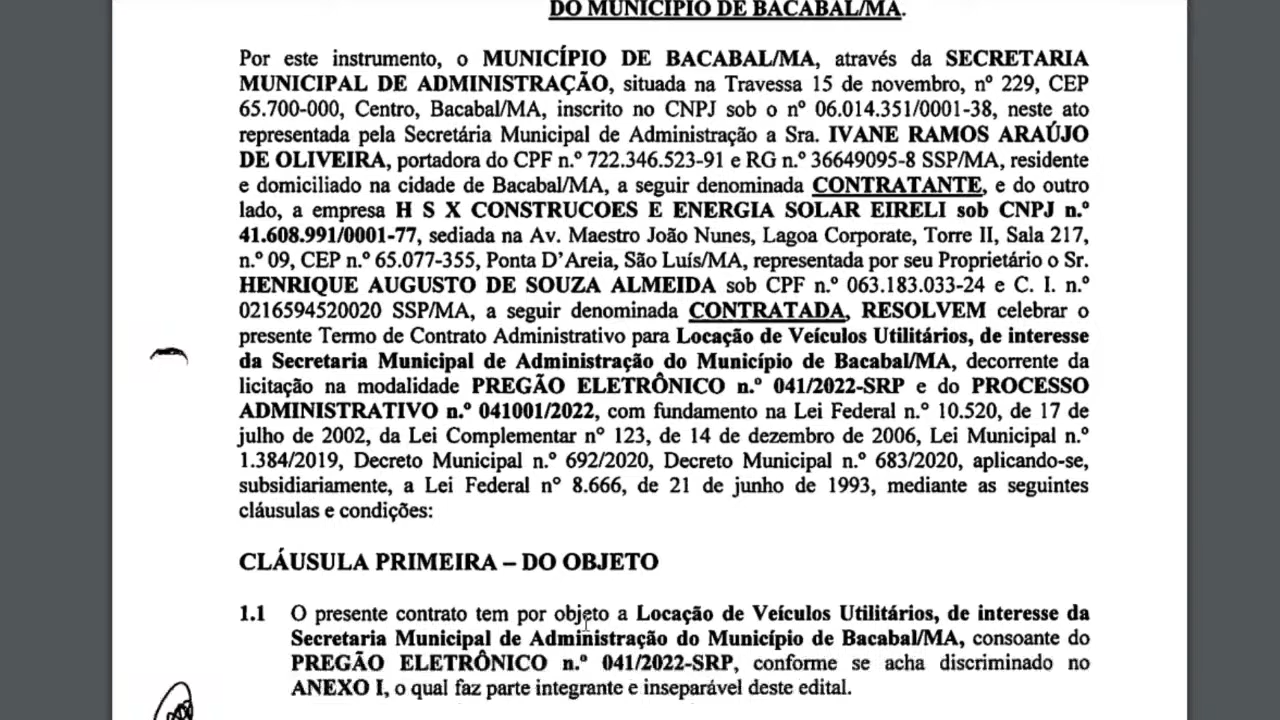 DO MUNICÍPIO DE BACABAL/MA.
Por este instrumento, o MUNICÍPIO DE BACABAL/MA, através da SECRETARIA
MUNICIPAL DE ADMINISTRAÇÃO, situada na Travessa 15 de novembro, nº 229, CEP
65.700-000, Centro, Bacabal/MA, inscrito no CNPJ sob o nº 06.014.351/0001-38, neste ato
representada pela Secretária Municipal de Administração a Sra. IVANE RAMOS ARAÚJO
DE OLIVEIRA, portadora do CPF n.º 722.346.523-91 e RG n.º 36649095-8 SSP/MA, residente
e domiciliado na cidade de Bacabal/MA, a seguir denominada CONTRATANTE, e do outro
lado, a empresa H S X CONSTRUCOES E ENERGIA SOLAR EIRELI sob CNPJ n.º
41.608.991/0001-77, sediada na Av. Maestro João Nunes, Lagoa Corporate, Torre II, Sala 217,
n.º 09, CEP n.º 65.077-355, Ponta D'Areia, São Luís/MA, representada por seu Proprietário o Sr.
HENRIQUE AUGUSTO DE SOUZA ALMEIDA sob CPF n.º 063.183.033-24 e C. I. n.º
0216594520020 SSP/MA, a seguir denominada CONTRATADA, RESOLVEM celebrar o
presente Termo de Contrato Administrativo para Locação de Veículos Utilitários, de interesse
da Secretaria Municipal de Administração do Município de Bacabal/MA, decorrente da
licitação na modalidade PREGÃO ELETRÔNICO n.º 041/2022-SRP e do PROCESSO
ADMINISTRATIVO n.º 041001/2022, com fundamento na Lei Federal n.º 10.520, de 17 de
julho de 2002, da Lei Complementar nº 123, de 14 de dezembro de 2006, Lei Municipal n.º
1.384/2019, Decreto Municipal n.º 692/2020, Decreto Municipal n.º 683/2020, aplicando-se,
subsidiariamente, a Lei Federal nº 8.666, de 21 de junho de 1993, mediante as seguintes
cláusulas e condições:
CLÁUSULA PRIMEIRA – DO OBJETO
1.1 O presente contrato tem por objeto a Locação de Veículos Utilitários, de interesse da
Secretaria Municipal de Administração do Município de Bacabal/MA, consoante do
PREGÃO ELETRÔNICO n.º 041/2022-SRP, conforme se acha discriminado no
ANEXO I, o qual faz parte integrante e inseparável deste edital.